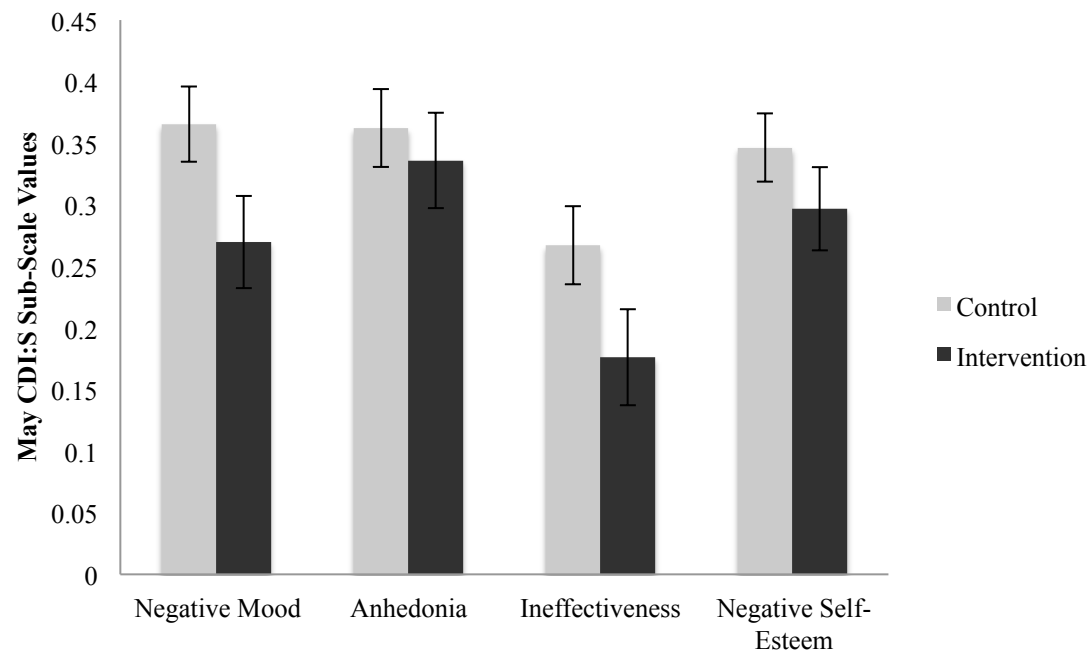 0.45
0.4
0.35
0.3
0.25
0.2
0.15
0.1
0.05
0
May CDI:S Sub-Scale Values
Negative Mood
Anhedonia
Ineffectiveness
Negative Self-
Esteem
Control
Intervention